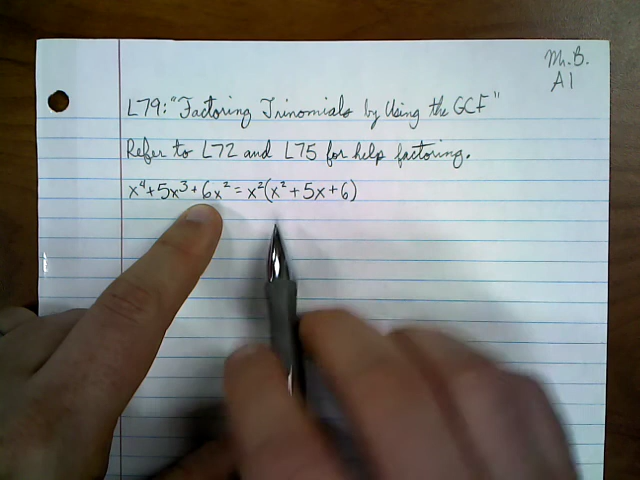 Mr. B.
A1
L79: "Factoring Trinomials by Using the GCF"
Refer to L72 and L75 for help factoring.
x⁴+5x³+6x² = x²(x²+5x+6)